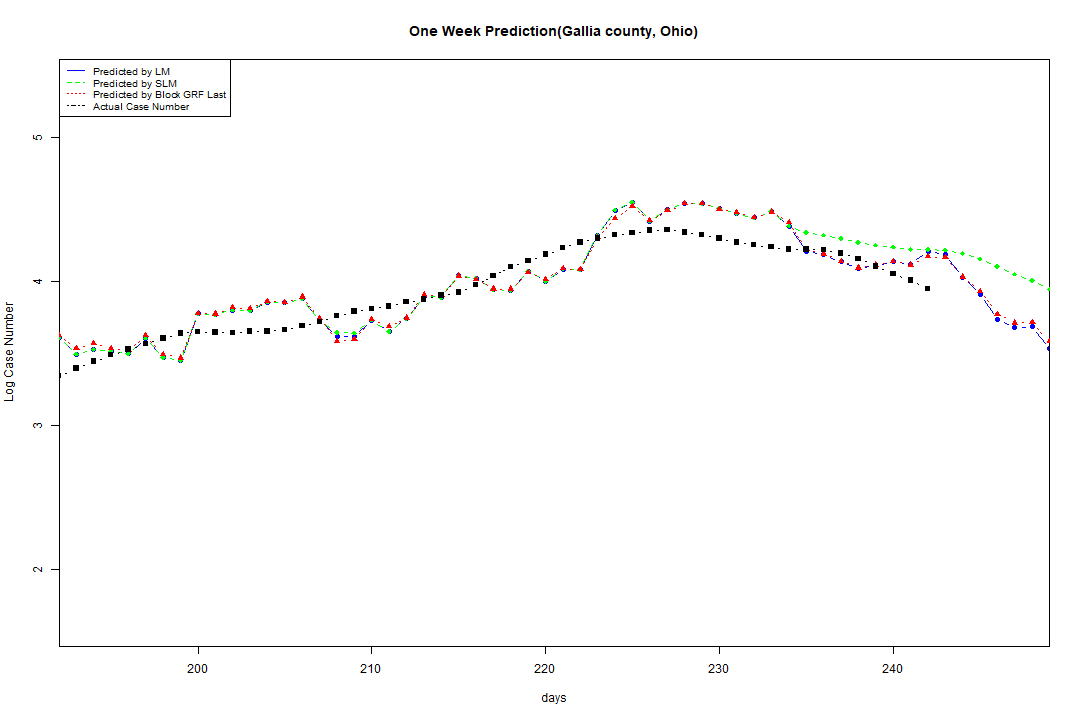 One Week Prediction(Gallia county, Ohio)
Predicted by LM
Predicted by SLM
Predicted by Block GRF Last
Actual Case Number
5
4
3
2
Log Case Number
200 210 220 230 240
days